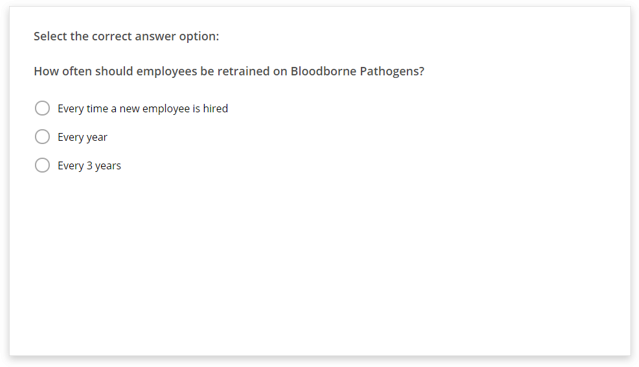 Select the correct answer option:
How often should employees be retrained on Bloodborne Pathogens?
Every time a new employee is hired
Every year
Every 3 years